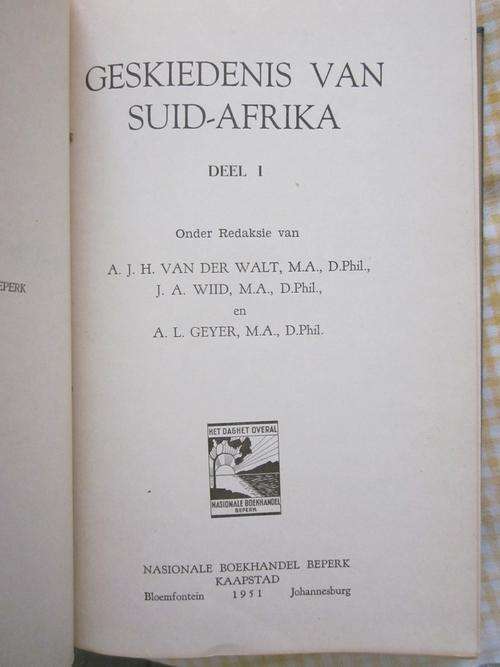 EPERK
GESKIEDENIS VAN
SUID-AFRIKA
DEEL I
Onder Redaksie van
A. J. H. VAN DER WALT, M.A., D.Phil.,
J. A. WIID, M.A., D.Phil.,
en
A. L. GEYER, M.A., D.Phil.
HET DAGHET OVERAL
NASIONALE BOEKHANDEL
BEPERK
NASIONALE BOEKHANDEL BEPERK
KAAPSTAD
Bloemfontein 1951 Johannesburg